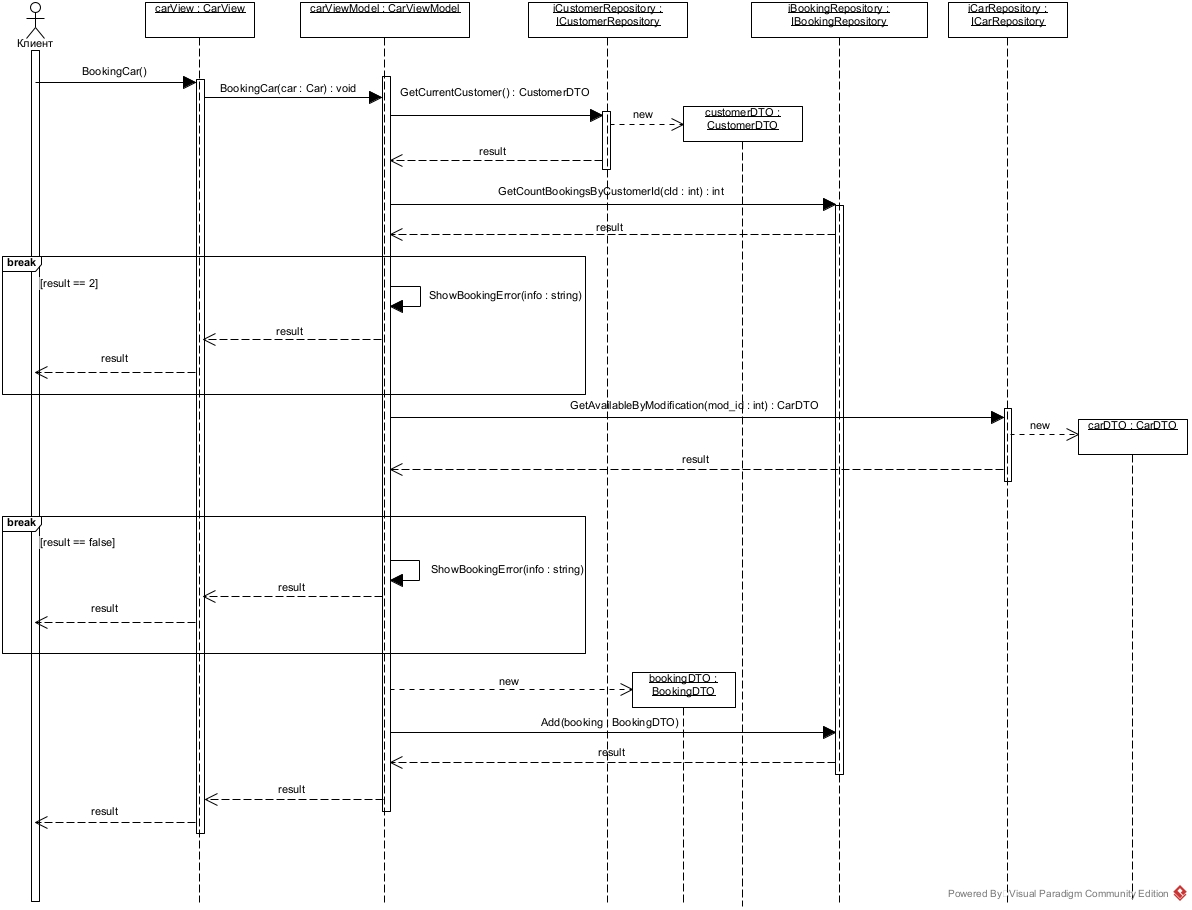 carView : CarView
carViewModel : CarViewModel
iCustomerRepository :
ICustomerRepository
iBookingRepository :
IBookingRepository
iCarRepository :
ICarRepository
Клиент
BookingCar()
BookingCar(car : Car) : void
GetCurrentCustomer() : CustomerDTO
new
customerDTO :
CustomerDTO
result
GetCountBookingsByCustomerId(cId : int) : int
result
break
[result == 2]
ShowBookingError(info : string)
result
result
GetAvailableByModification(mod_id : int) : CarDTO
new
carDTO : CarDTO
result
break
[result == false]
ShowBookingError(info : string)
result
result
new
bookingDTO :
BookingDTO
Add(booking : BookingDTO)
result
result
result
Powered By Visual Paradigm Community Edition